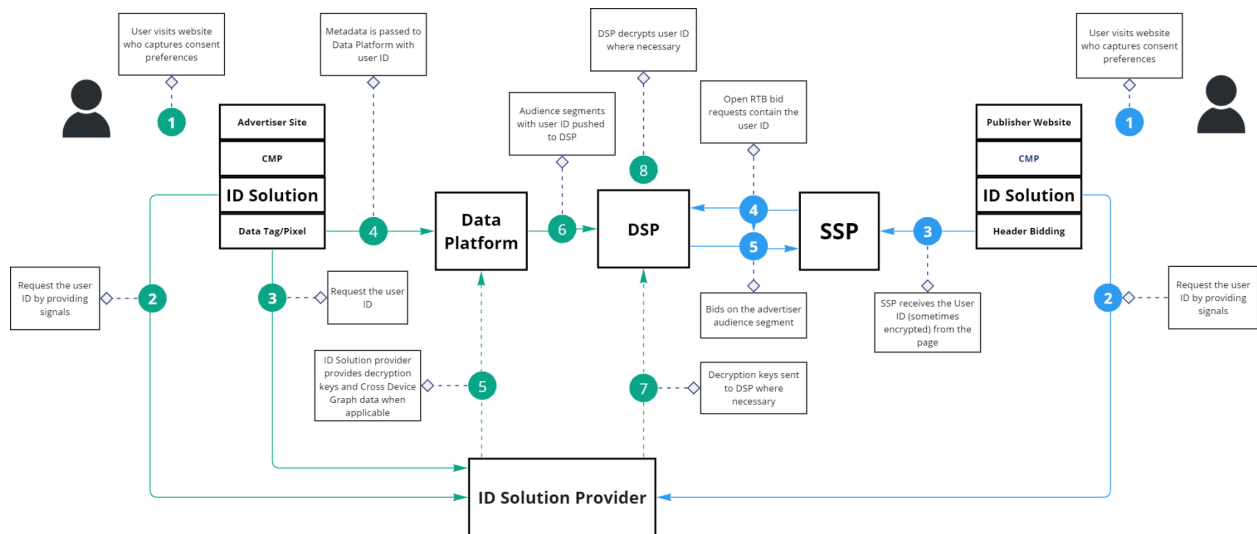 User visits website
who captures consent
preferences
Metadata is passed to
Data Platform with
user ID
DSP decrypts user ID
where necessary
User visits website
who captures consent
preferences
Audience segments
with user ID pushed
to DSP
Open RTB bid
requests contain the
user ID
1
1
Advertiser Site
CMP
ID Solution
Data Tag/Pixel
8
Publisher Website
CMP
ID Solution
Header Bidding
4
Data
Platform
6
DSP
4
5
SSP
3
Request the user
ID by providing
signals
2
3
Request the user
ID
Bids on the advertiser
audience segment
SSP receives the User
ID (sometimes
encrypted) from the
page
2
Request the user
ID by providing
signals
ID Solution provider
provides decryption
keys and Cross Device
Graph data when
applicable
5
7
Decryption keys sent
to DSP where
necessary
ID Solution Provider